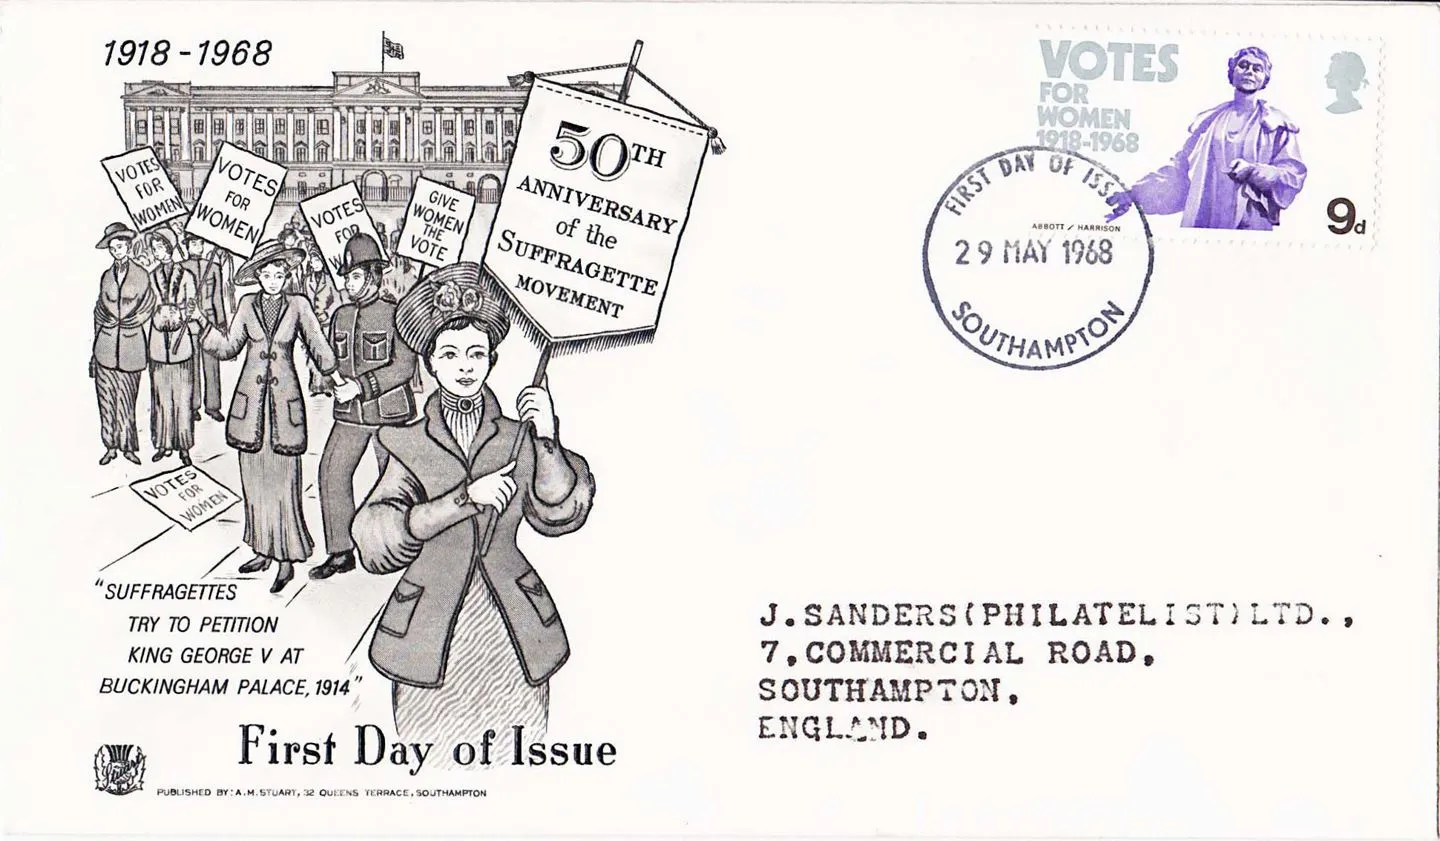 1918-1968
VOTES
FOR
WOMEN
VOTES
FOR
WOMEN
VOTES
FOR
GIVE
WOMEN
THE
VOTE
50TH
ANNIVERSARY
of the
SUFFRAGETTE
MOVEMENT
VOTES
FOR
WOMEN
"SUFFRAGETTES
TRY TO PETITION
KING GEORGE V AT
BUCKINGHAM PALACE, 1914"
First Day of Issue
Stuart
PUBLISHED BY: A.M. STUART, 32 QUEENS TERRACE, SOUTHAMPTON
VOTES
FOR
WOMEN
1918-1968
ABBOTT / HARRISON
9d
FIRST DAY OF ISSUE
29 MAY 1968
SOUTHAMPTON
J.SANDERS(PHILATELIST)LTD.,
7,COMMERCIAL ROAD,
SOUTHAMPTON,
ENGLAND.